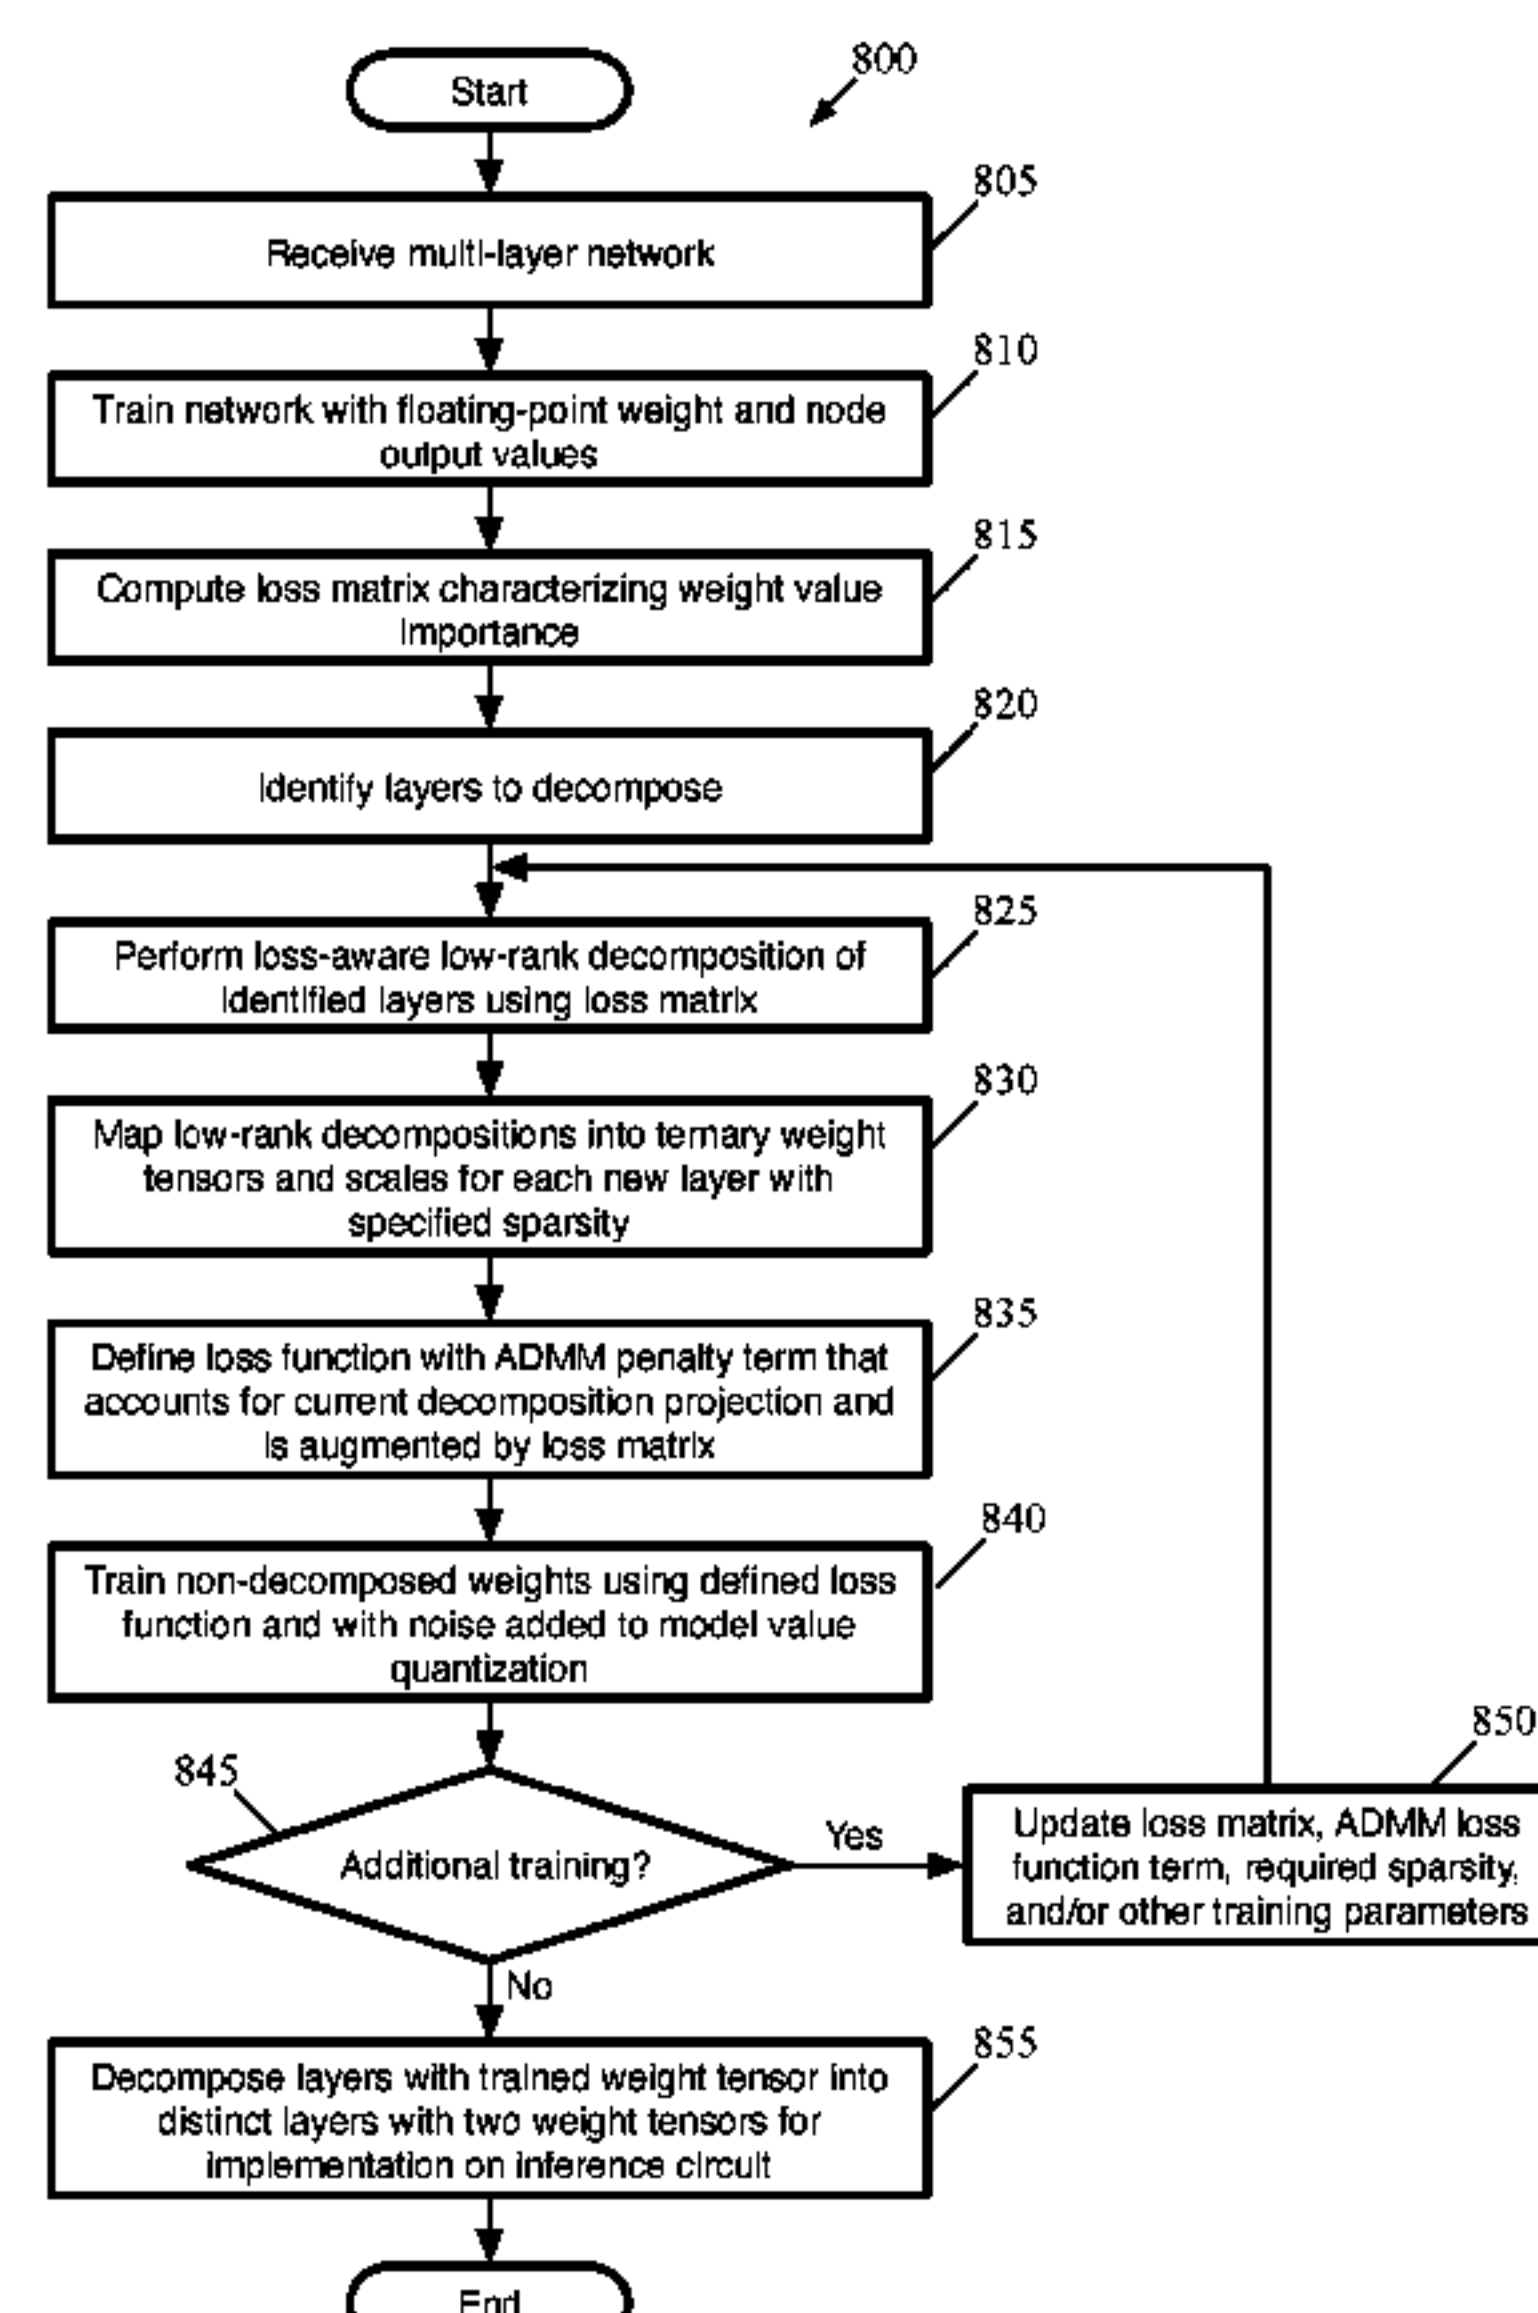 Start
800
805
Receive multi-layer network
810
Train network with floating-point weight and node
output values
815
Compute loss matrix characterizing weight value
importance
820
Identify layers to decompose
825
Perform loss-aware low-rank decomposition of
identified layers using loss matrix
830
Map low-rank decompositions into ternary weight
tensors and scales for each new layer with
specified sparsity
835
Define loss function with ADMM penalty term that
accounts for current decomposition projection and
is augmented by loss matrix
840
Train non-decomposed weights using defined loss
function and with noise added to model value
quantization
845
Additional training?
Yes
850
Update loss matrix, ADMM loss
function term, required sparsity,
and/or other training parameters
No
855
Decompose layers with trained weight tensor into
distinct layers with two weight tensors for
implementation on inference circuit
End